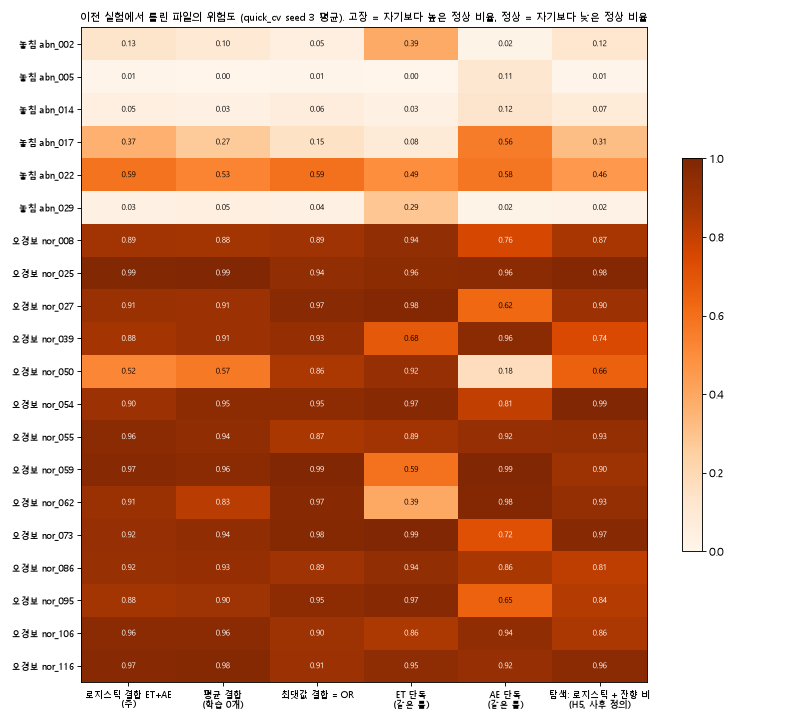 이전 실험에서 틀린 파일의 위험도 (quick_cv seed 3 평균). 고장 = 자기보다 높은 정상 비율, 정상 = 자기보다 낮은 정상 비율
놓침 abn_002 0.13 0.10 0.05 0.39 0.02 0.12
놓침 abn_005 0.01 0.00 0.01 0.00 0.11 0.01
놓침 abn_014 0.05 0.03 0.06 0.03 0.12 0.07
놓침 abn_017 0.37 0.27 0.15 0.08 0.56 0.31
놓침 abn_022 0.59 0.53 0.59 0.49 0.58 0.46
놓침 abn_029 0.03 0.05 0.04 0.29 0.02 0.02
오경보 nor_008 0.89 0.88 0.89 0.94 0.76 0.87
오경보 nor_025 0.99 0.99 0.94 0.96 0.96 0.98
오경보 nor_027 0.91 0.91 0.97 0.98 0.62 0.90
오경보 nor_039 0.88 0.91 0.93 0.68 0.96 0.74
오경보 nor_050 0.52 0.57 0.86 0.92 0.18 0.66
오경보 nor_054 0.90 0.95 0.95 0.97 0.81 0.99
오경보 nor_055 0.96 0.94 0.87 0.89 0.92 0.93
오경보 nor_059 0.97 0.96 0.99 0.59 0.99 0.90
오경보 nor_062 0.91 0.83 0.97 0.39 0.98 0.93
오경보 nor_073 0.92 0.94 0.98 0.99 0.72 0.97
오경보 nor_086 0.92 0.93 0.89 0.94 0.86 0.81
오경보 nor_095 0.88 0.90 0.95 0.97 0.65 0.84
오경보 nor_106 0.96 0.96 0.90 0.86 0.94 0.86
오경보 nor_116 0.97 0.98 0.91 0.95 0.92 0.96
로지스틱 결합 ET+AE
(주)
평균 결합
(학습 0개)
최댓값 결합 = OR
ET 단독
(같은 틀)
AE 단독
(같은 틀)
탐색: 로지스틱 + 잔향 비
(H5, 사후 정의)
1.0
0.8
0.6
0.4
0.2
0.0